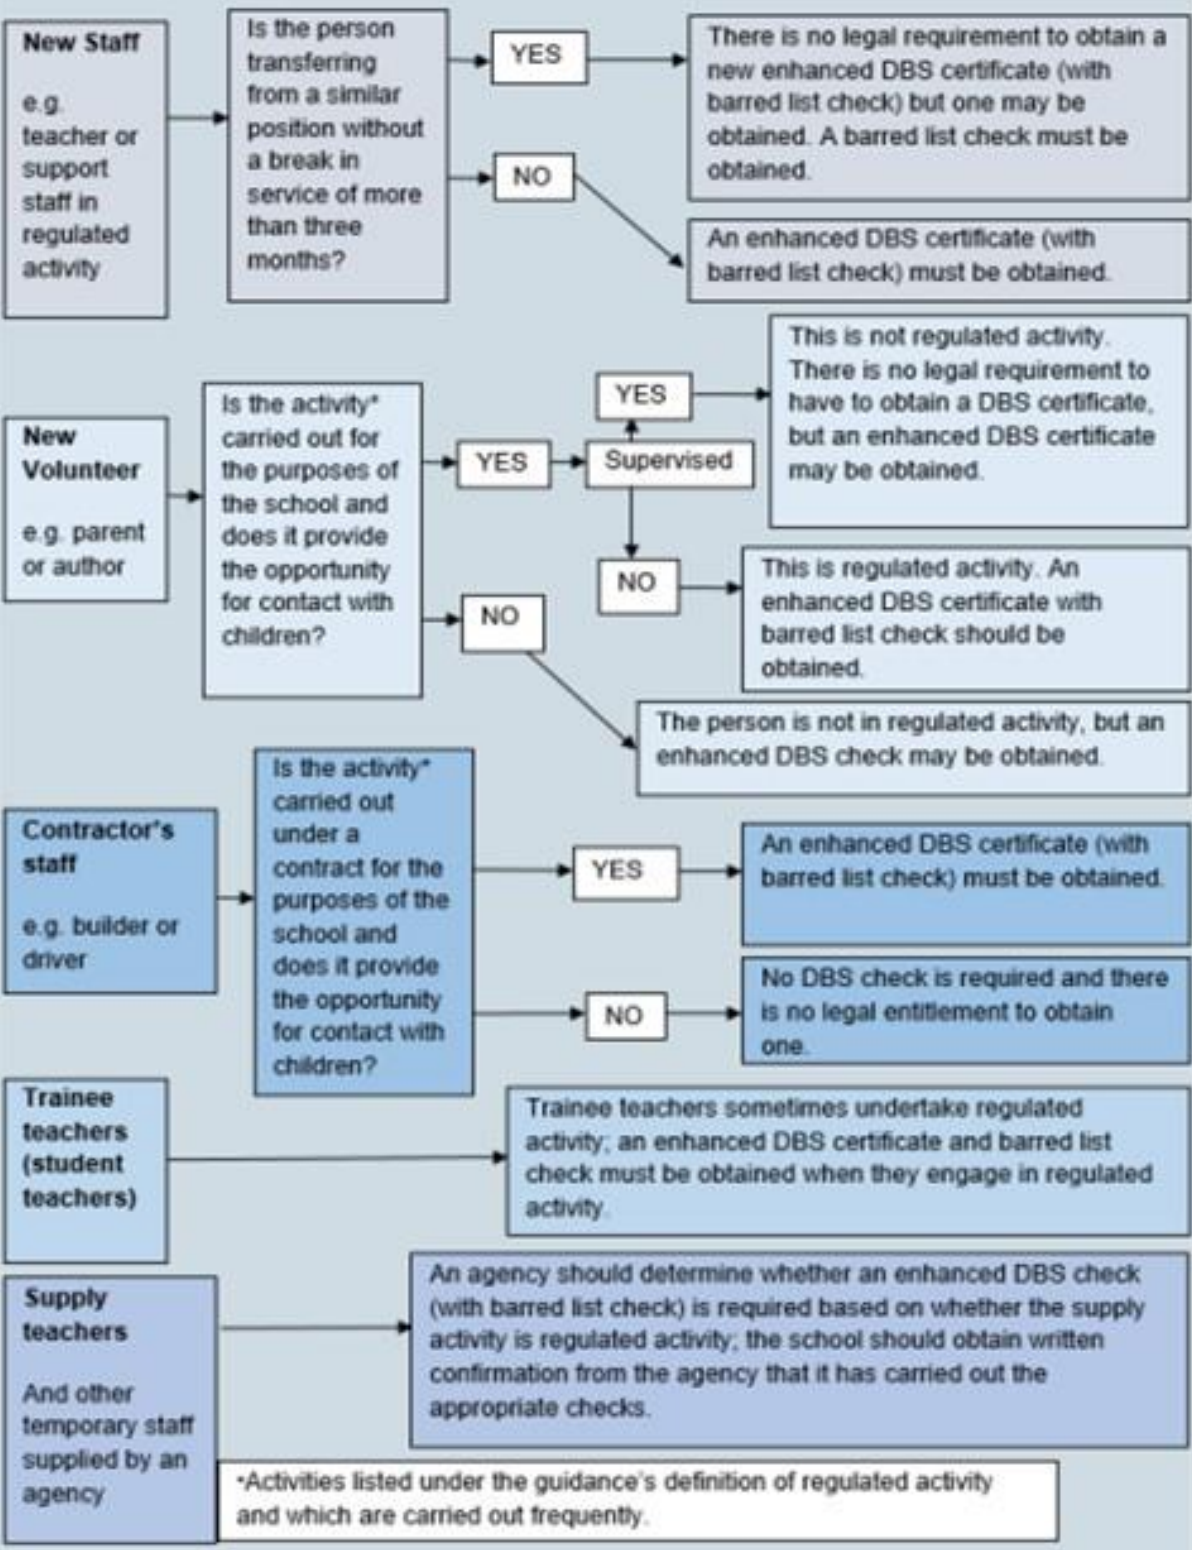 New Staff
e.g.
teacher or
support
staff in
regulated
activity
Is the person
transferring
from a similar
position without
a break in
service of more
than three
months?
YES
There is no legal requirement to obtain a
new enhanced DBS certificate (with
barred list check) but one may be
obtained. A barred list check must be
obtained.
NO
An enhanced DBS certificate (with
barred list check) must be obtained.
New
Volunteer
e.g. parent
or author
Is the activity*
carried out for
the purposes of
the school and
does it provide
the opportunity
for contact with
children?
YES
Supervised
YES
This is not regulated activity.
There is no legal requirement to
have to obtain a DBS certificate,
but an enhanced DBS certificate
may be obtained.
NO
This is regulated activity. An
enhanced DBS certificate with
barred list check should be
obtained.
NO
The person is not in regulated activity, but an
enhanced DBS check may be obtained.
Contractor's
staff
e.g. builder or
driver
Is the activity*
carried out
under a
contract for the
purposes of the
school and
does it provide
the opportunity
for contact with
children?
YES
An enhanced DBS certificate (with
barred list check) must be obtained.
NO
No DBS check is required and there
is no legal entitlement to obtain
one.
Trainee
teachers
(student
teachers)
Trainee teachers sometimes undertake regulated
activity; an enhanced DBS certificate and barred list
check must be obtained when they engage in regulated
activity.
Supply
teachers
And other
temporary staff
supplied by an
agency
An agency should determine whether an enhanced DBS check
(with barred list check) is required based on whether the supply
activity is regulated activity; the school should obtain written
confirmation from the agency that it has carried out the
appropriate checks.
*Activities listed under the guidance's definition of regulated activity
and which are carried out frequently.